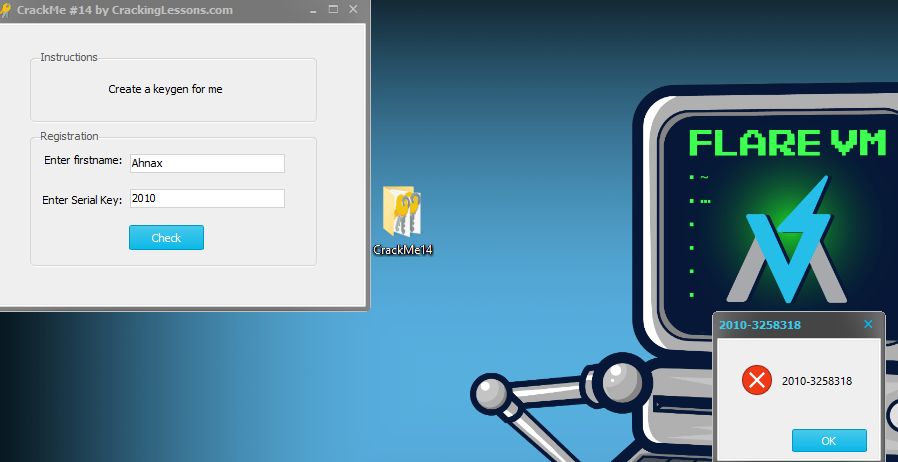 CrackMe #14 by CrackingLessons.com
Instructions
Create a keygen for me
Registration
Enter firstname: Ahnax
Enter Serial Key: 2010
Check
CrackMe14
FLARE VM
~
...
2010-3258318
2010-3258318
OK